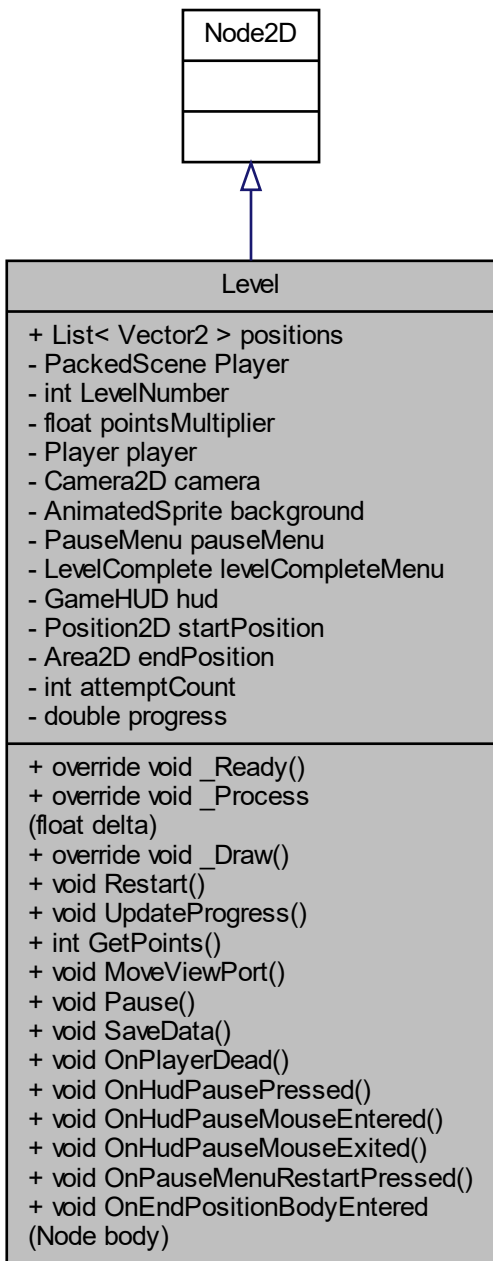 Node2D
Level
+ List< Vector2 > positions
- PackedScene Player
- int LevelNumber
- float pointsMultiplier
- Player player
- Camera2D camera
- AnimatedSprite background
- PauseMenu pauseMenu
- LevelComplete levelCompleteMenu
- GameHUD hud
- Position2D startPosition
- Area2D endPosition
- int attemptCount
- double progress
+ override void _Ready()
+ override void _Process
(float delta)
+ override void _Draw()
+ void Restart()
+ void UpdateProgress()
+ int GetPoints()
+ void MoveViewPort()
+ void Pause()
+ void SaveData()
+ void OnPlayerDead()
+ void OnHudPausePressed()
+ void OnHudPauseMouseEntered()
+ void OnHudPauseMouseExited()
+ void OnPauseMenuRestartPressed()
+ void OnEndPositionBodyEntered
(Node body)